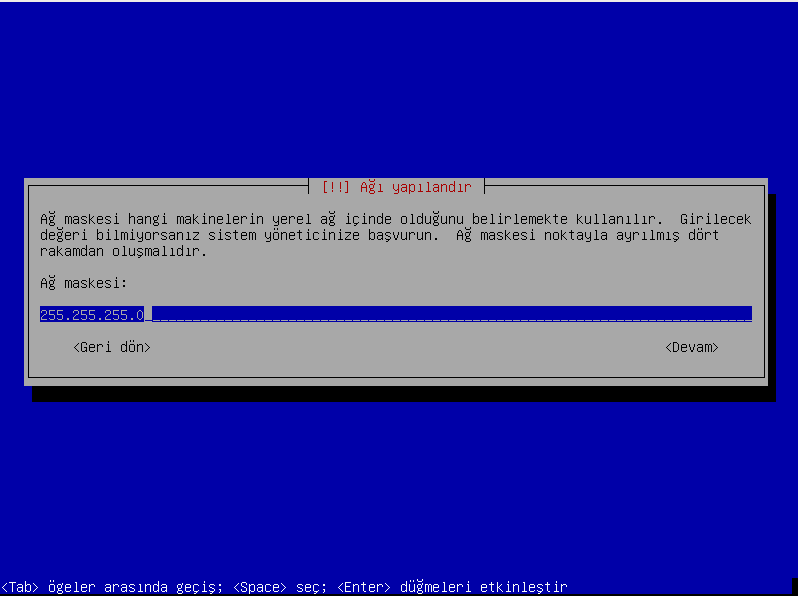 [!!] Ağı yapılandır
Ağ maskesi hangi makinelerin yerel ağ içinde olduğunu belirlemekte kullanılır.  Girilecek
değeri bilmiyorsanız sistem yöneticinize başvurun.  Ağ maskesi noktayla ayrılmış dört
rakamdan oluşmalıdır.
Ağ maskesi:
255.255.255.0
<Geri dön> <Devam>
<Tab> ögeler arasında geçiş; <Space> seç; <Enter> düğmeleri etkinleştir